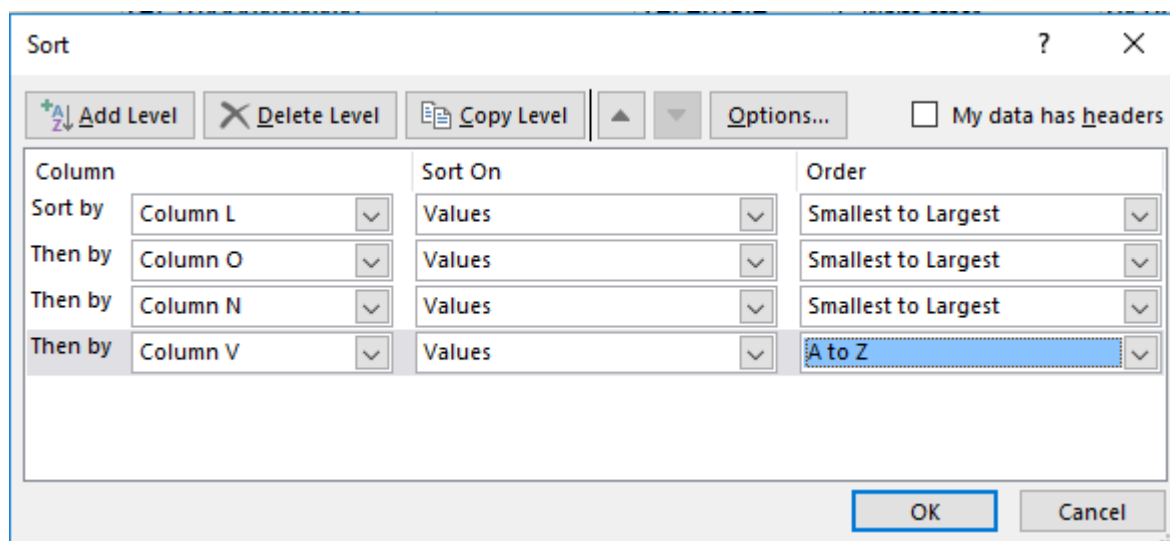 Sort ?
Add Level Delete Level Copy Level Options... My data has headers
Column Sort On Order
Sort by Column L Values Smallest to Largest
Then by Column O Values Smallest to Largest
Then by Column N Values Smallest to Largest
Then by Column V Values A to Z
OK Cancel